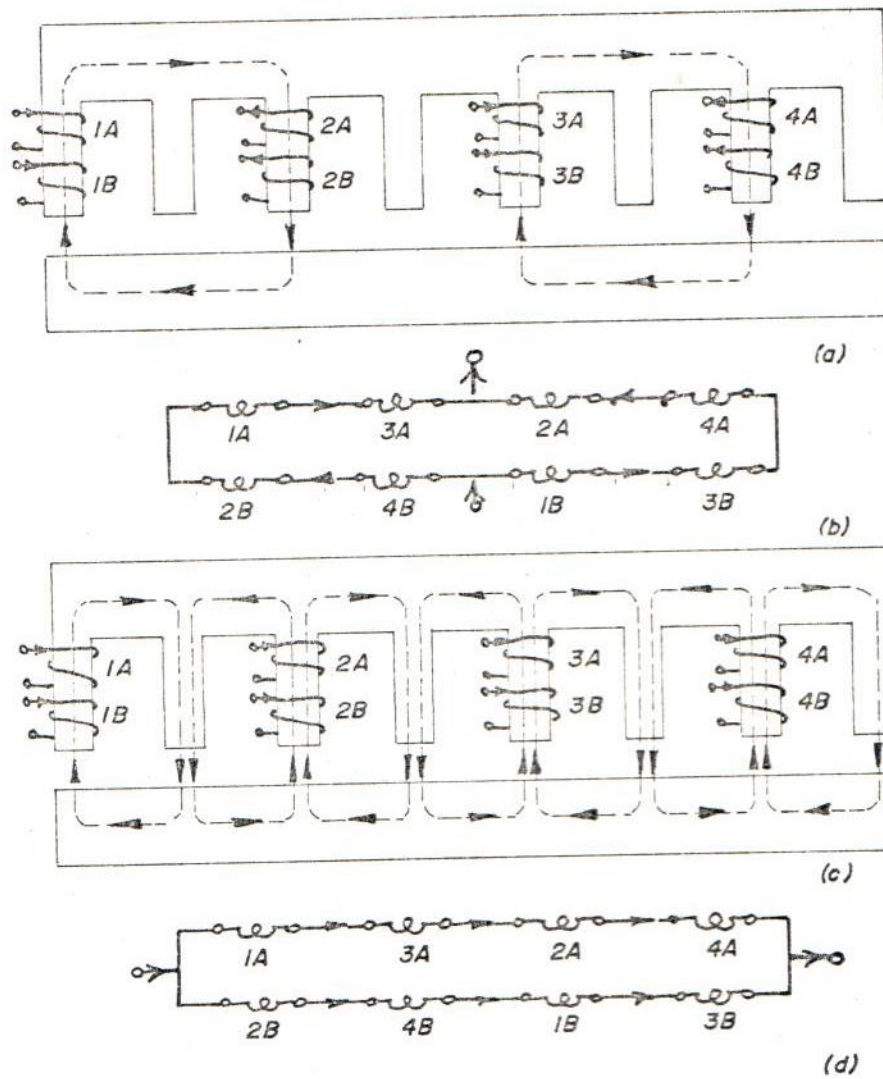 1A 2A 3A 4A
1B 2B 3B 4B
(a)
1A 3A 2A 4A
2B 4B 1B 3B
(b)
1A 2A 3A 4A
1B 2B 3B 4B
(c)
1A 3A 2A 4A
2B 4B 1B 3B
(d)